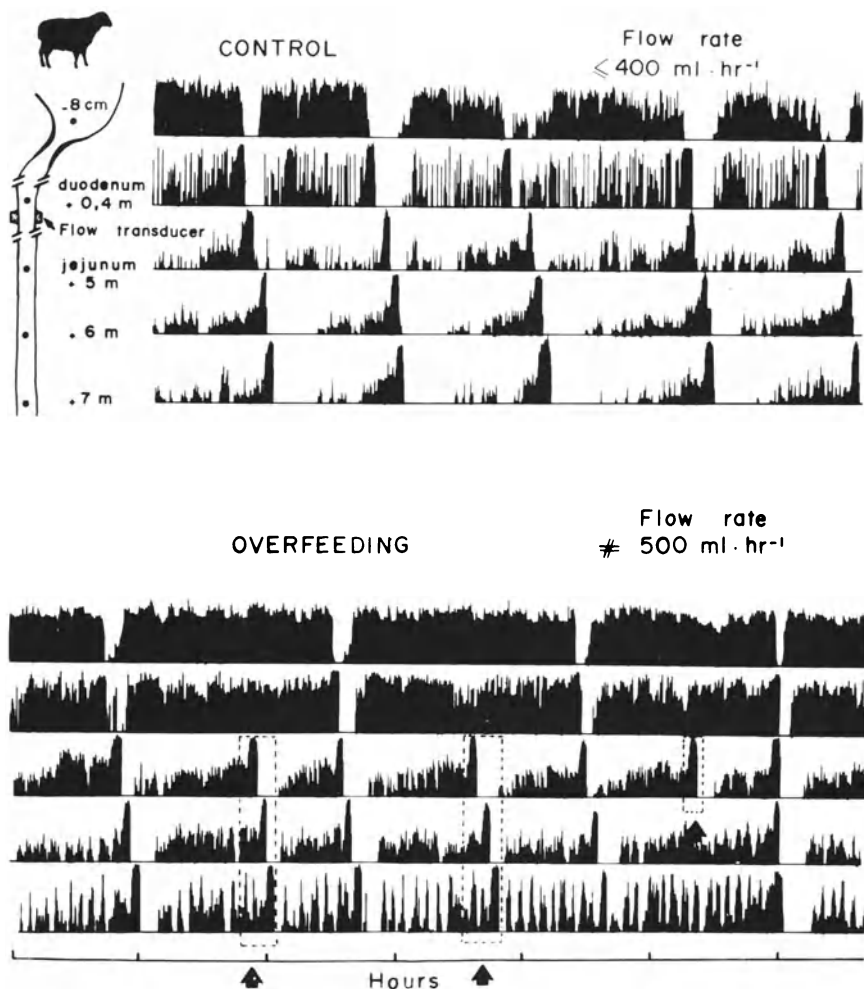 CONTROL
Flow rate
⩽400 ml·hr⁻¹
-8 cm
duodenum
+ 0,4 m
Flow transducer
jejunum
+ 5 m
+ 6 m
+7 m
OVERFEEDING
Flow rate
# 500 ml·hr⁻¹
Hours